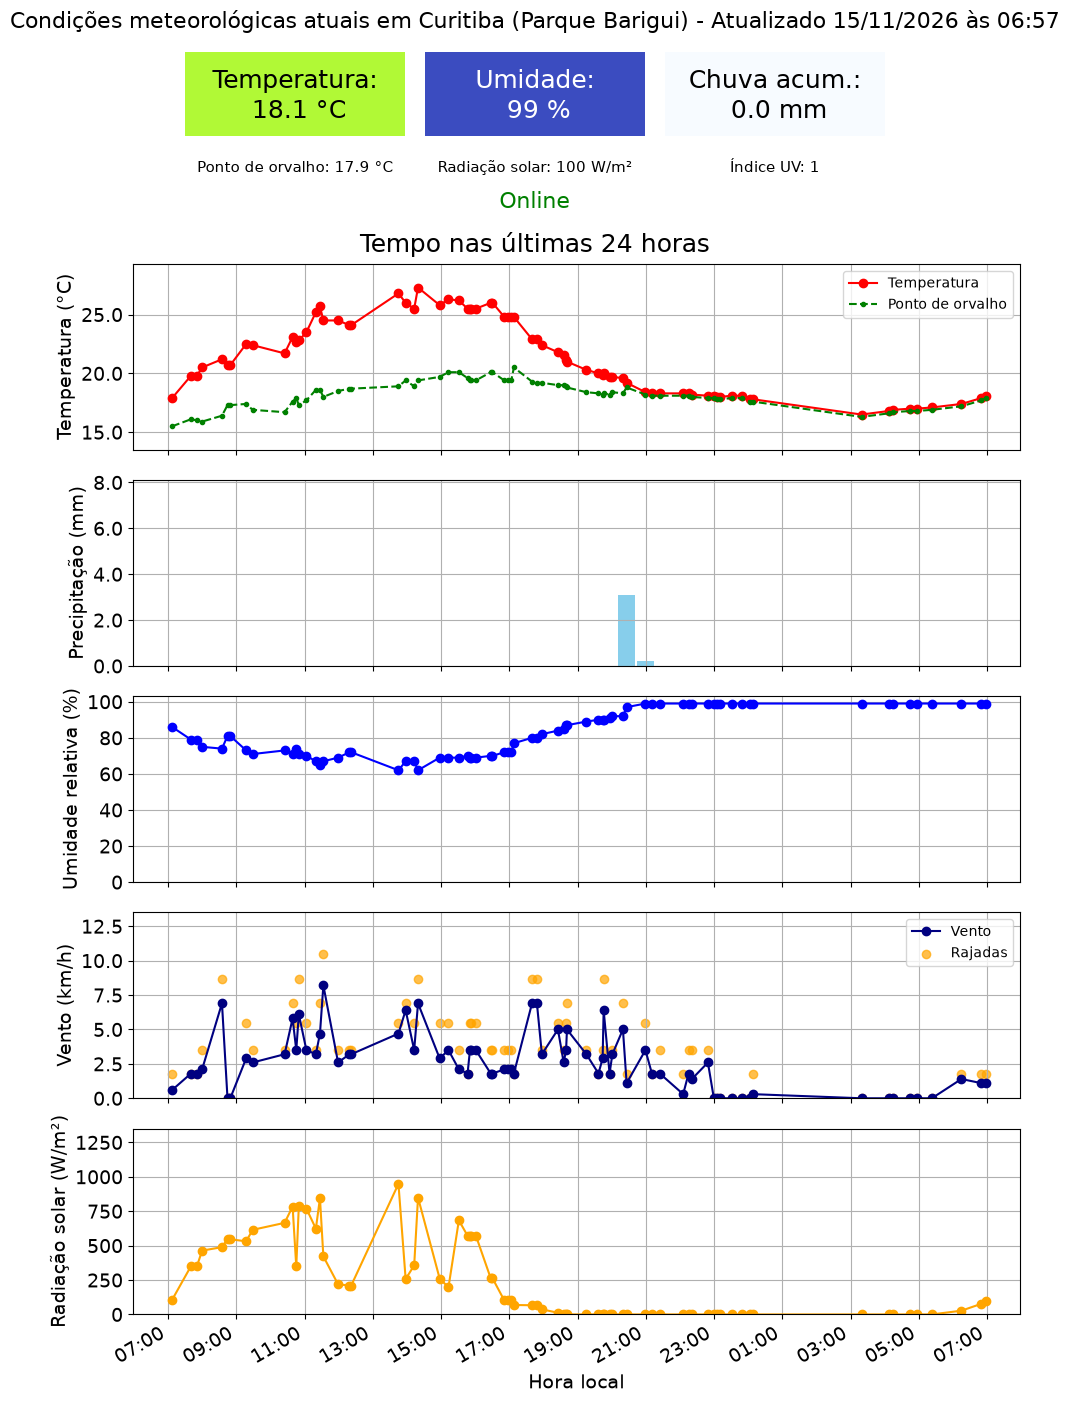 Condições meteorológicas atuais em Curitiba (Parque Barigui) - Atualizado 15/11/2026 às 06:57
Temperatura:
18.1 °C
Umidade:
99 %
Chuva acum.:
0.0 mm
Ponto de orvalho: 17.9 °C
Radiação solar: 100 W/m²
Índice UV: 1
Online
Tempo nas últimas 24 horas
Temperatura (°C)
25.0
20.0
15.0
Temperatura
Ponto de orvalho
Precipitação (mm)
8.0
6.0
4.0
2.0
0.0
Umidade relativa (%)
100
80
60
40
20
0
Vento (km/h)
12.5
10.0
7.5
5.0
2.5
0.0
Vento
Rajadas
Radiação solar (W/m²)
1250
1000
750
500
250
0
07:00
09:00
11:00
13:00
15:00
17:00
19:00
21:00
23:00
01:00
03:00
05:00
07:00
Hora local